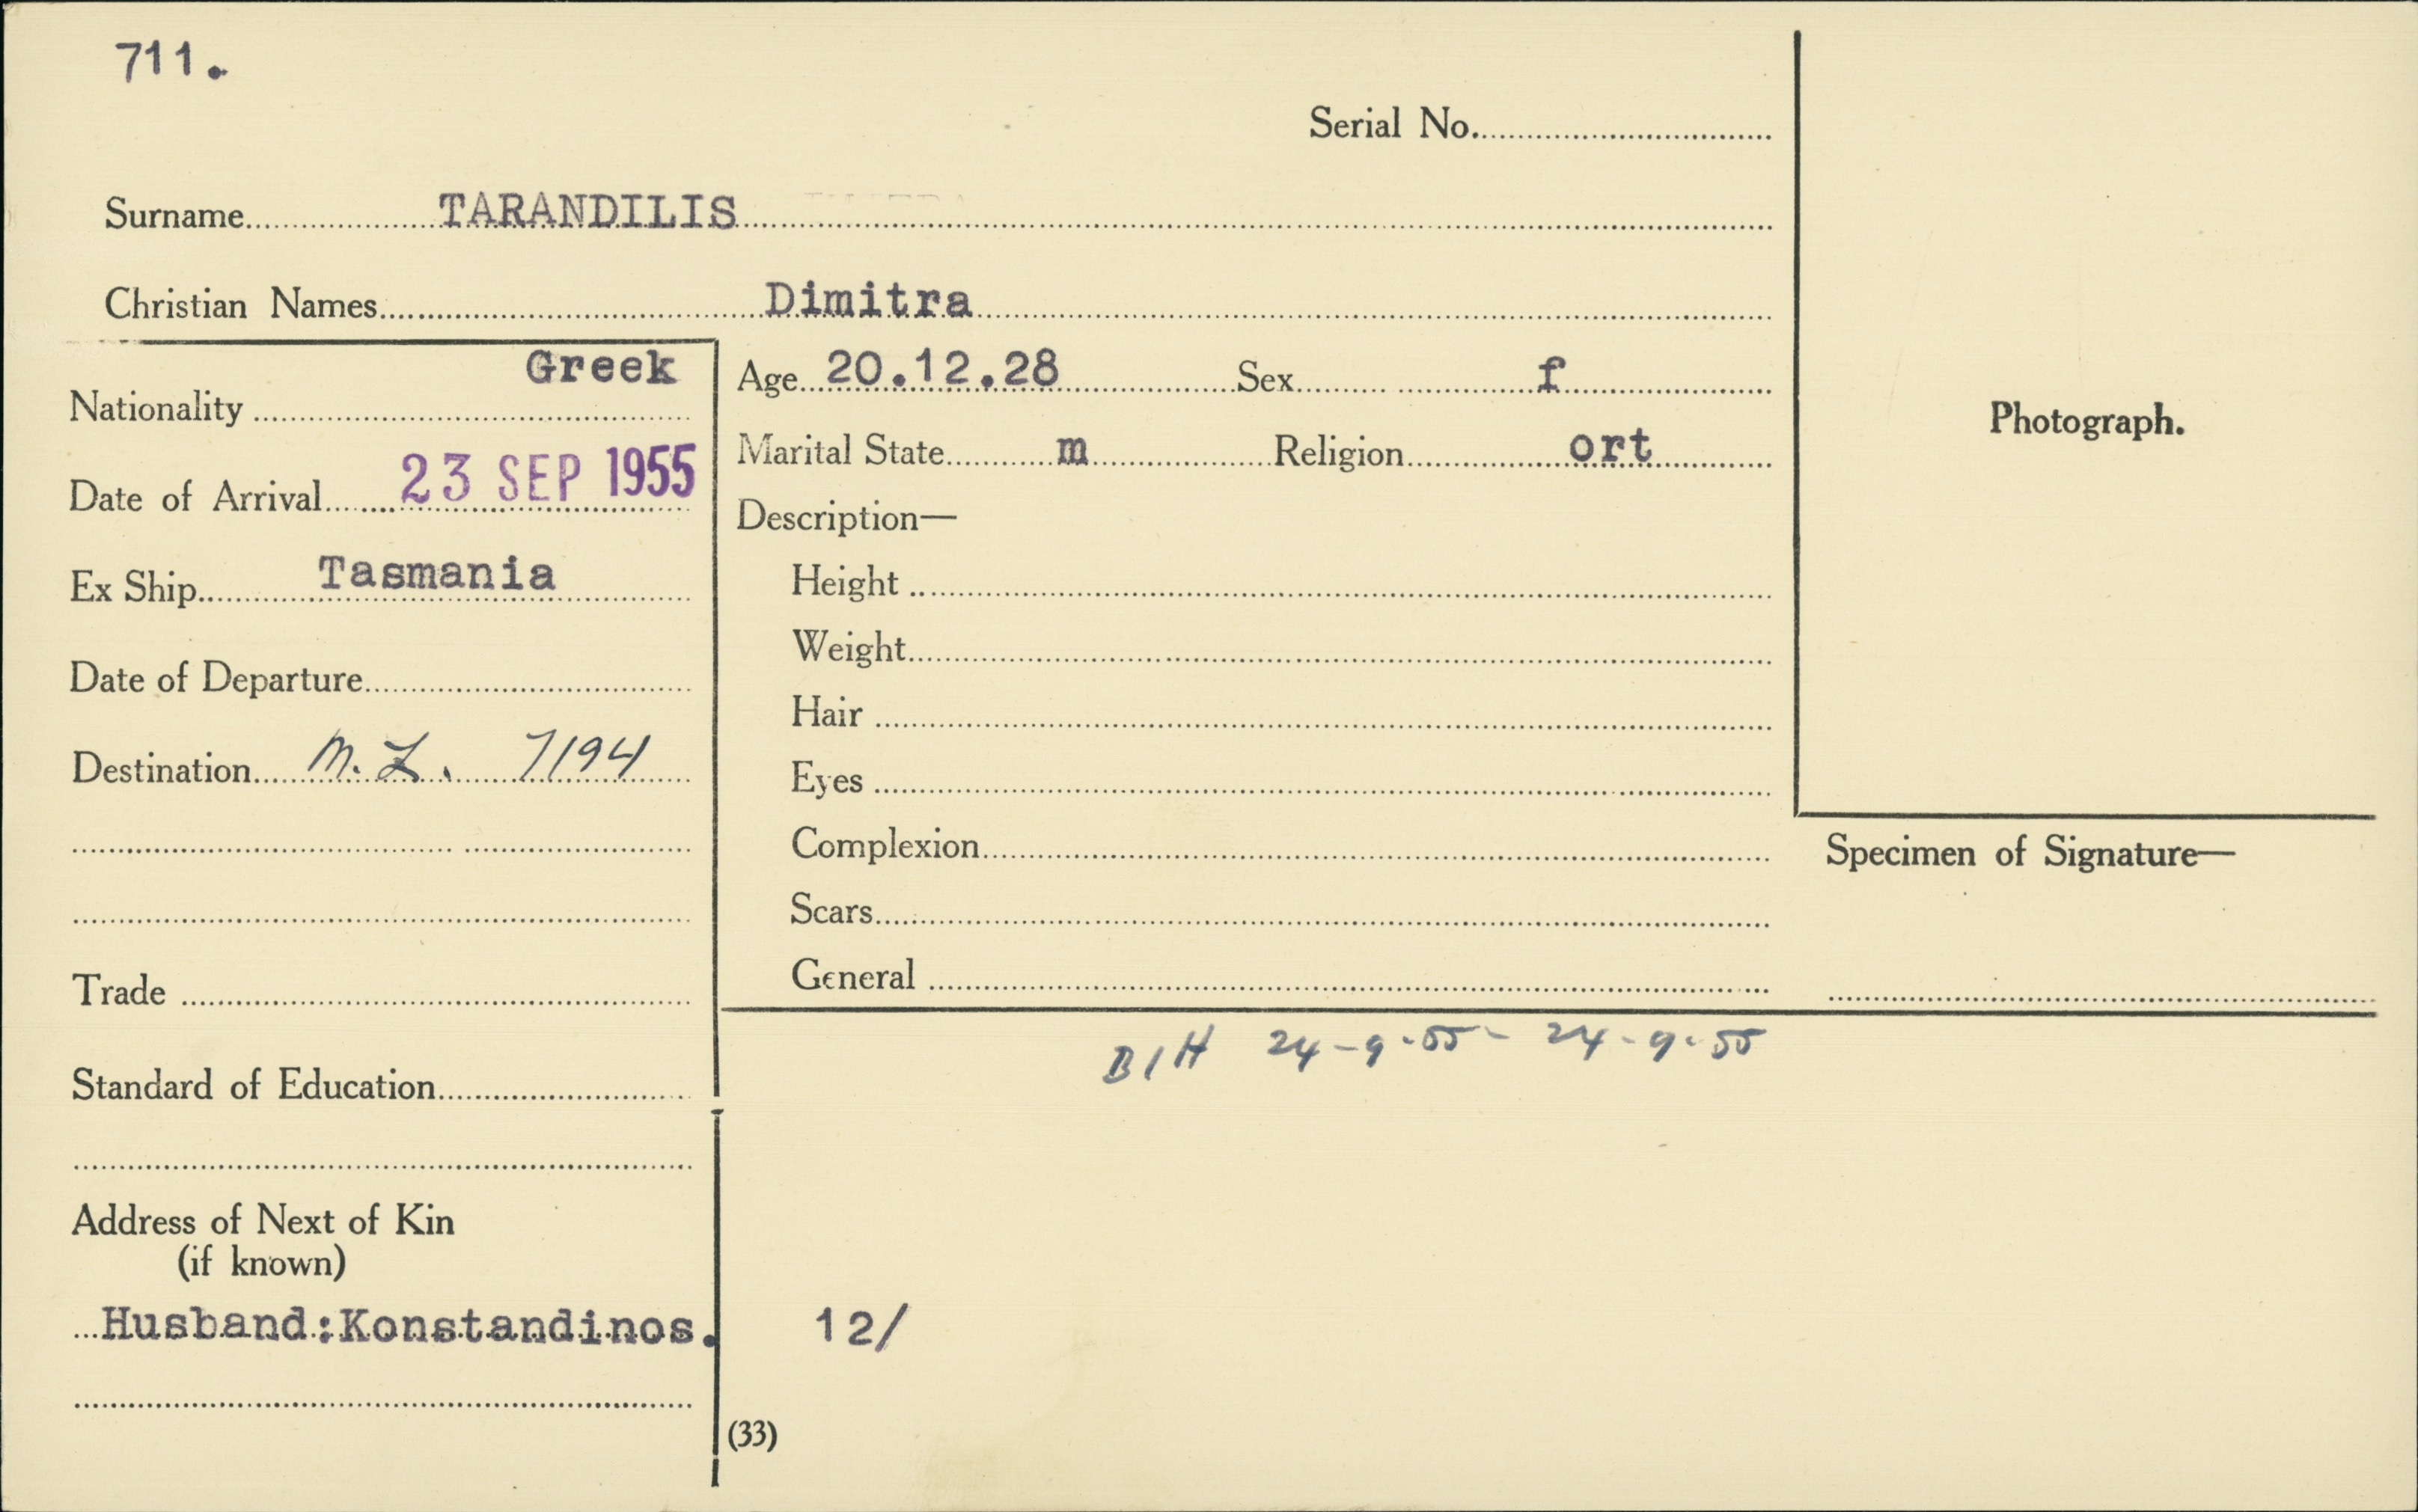 711.
Serial No.
Surname TARANDILIS
Christian Names Dimitra
Nationality Greek
Date of Arrival 23 SEP 1955
Ex Ship Tasmania
Date of Departure
Destination M.L. 7194
Trade
Standard of Education
Address of Next of Kin
(if known)
Husband:Konstandinos.
Age 20.12.28 Sex f
Marital State m Religion ort
Description—
Height
Weight
Hair
Eyes
Complexion
Scars
General
Photograph.
Specimen of Signature—
B/H 24-9-55 - 24-9-55
12/
(33)